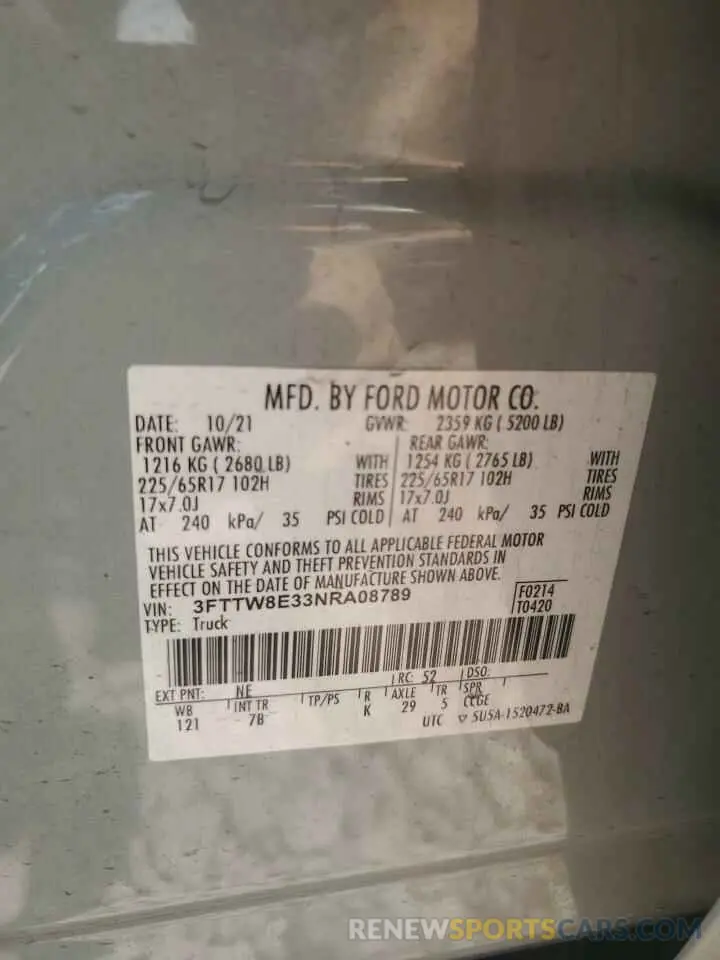 MFD. BY FORD MOTOR CO.
DATE: 10/21 GVWR: 2359 KG ( 5200 LB)
FRONT GAWR: REAR GAWR:
1216 KG ( 2680 LB) WITH 1254 KG ( 2765 LB) WITH
225/65R17 102H TIRES 225/65R17 102H TIRES
17x7.0J RIMS 17x7.0J RIMS
AT 240 kPa/ 35 PSI COLD AT 240 kPa/ 35 PSI COLD
THIS VEHICLE CONFORMS TO ALL APPLICABLE FEDERAL MOTOR
VEHICLE SAFETY AND THEFT PREVENTION STANDARDS IN
EFFECT ON THE DATE OF MANUFACTURE SHOWN ABOVE.
VIN: 3FTTW8E33NRA08789 F0214
TYPE: Truck T0420
EXT PNT: NE RC: 52 DSO:
WB INT TR TP/PS R AXLE TR SPR
121 7B K 29 5 CCGE
UTC 5U5A-1520472-BA
RENEWSPORTSCARS.COM